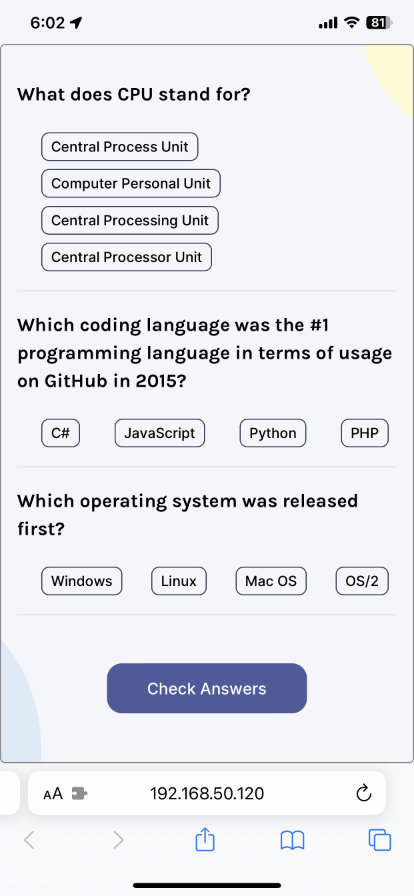 6:02
81
What does CPU stand for?
Central Process Unit
Computer Personal Unit
Central Processing Unit
Central Processor Unit
Which coding language was the #1
programming language in terms of usage
on GitHub in 2015?
C# JavaScript Python PHP
Which operating system was released
first?
Windows Linux Mac OS OS/2
Check Answers
AA 192.168.50.120